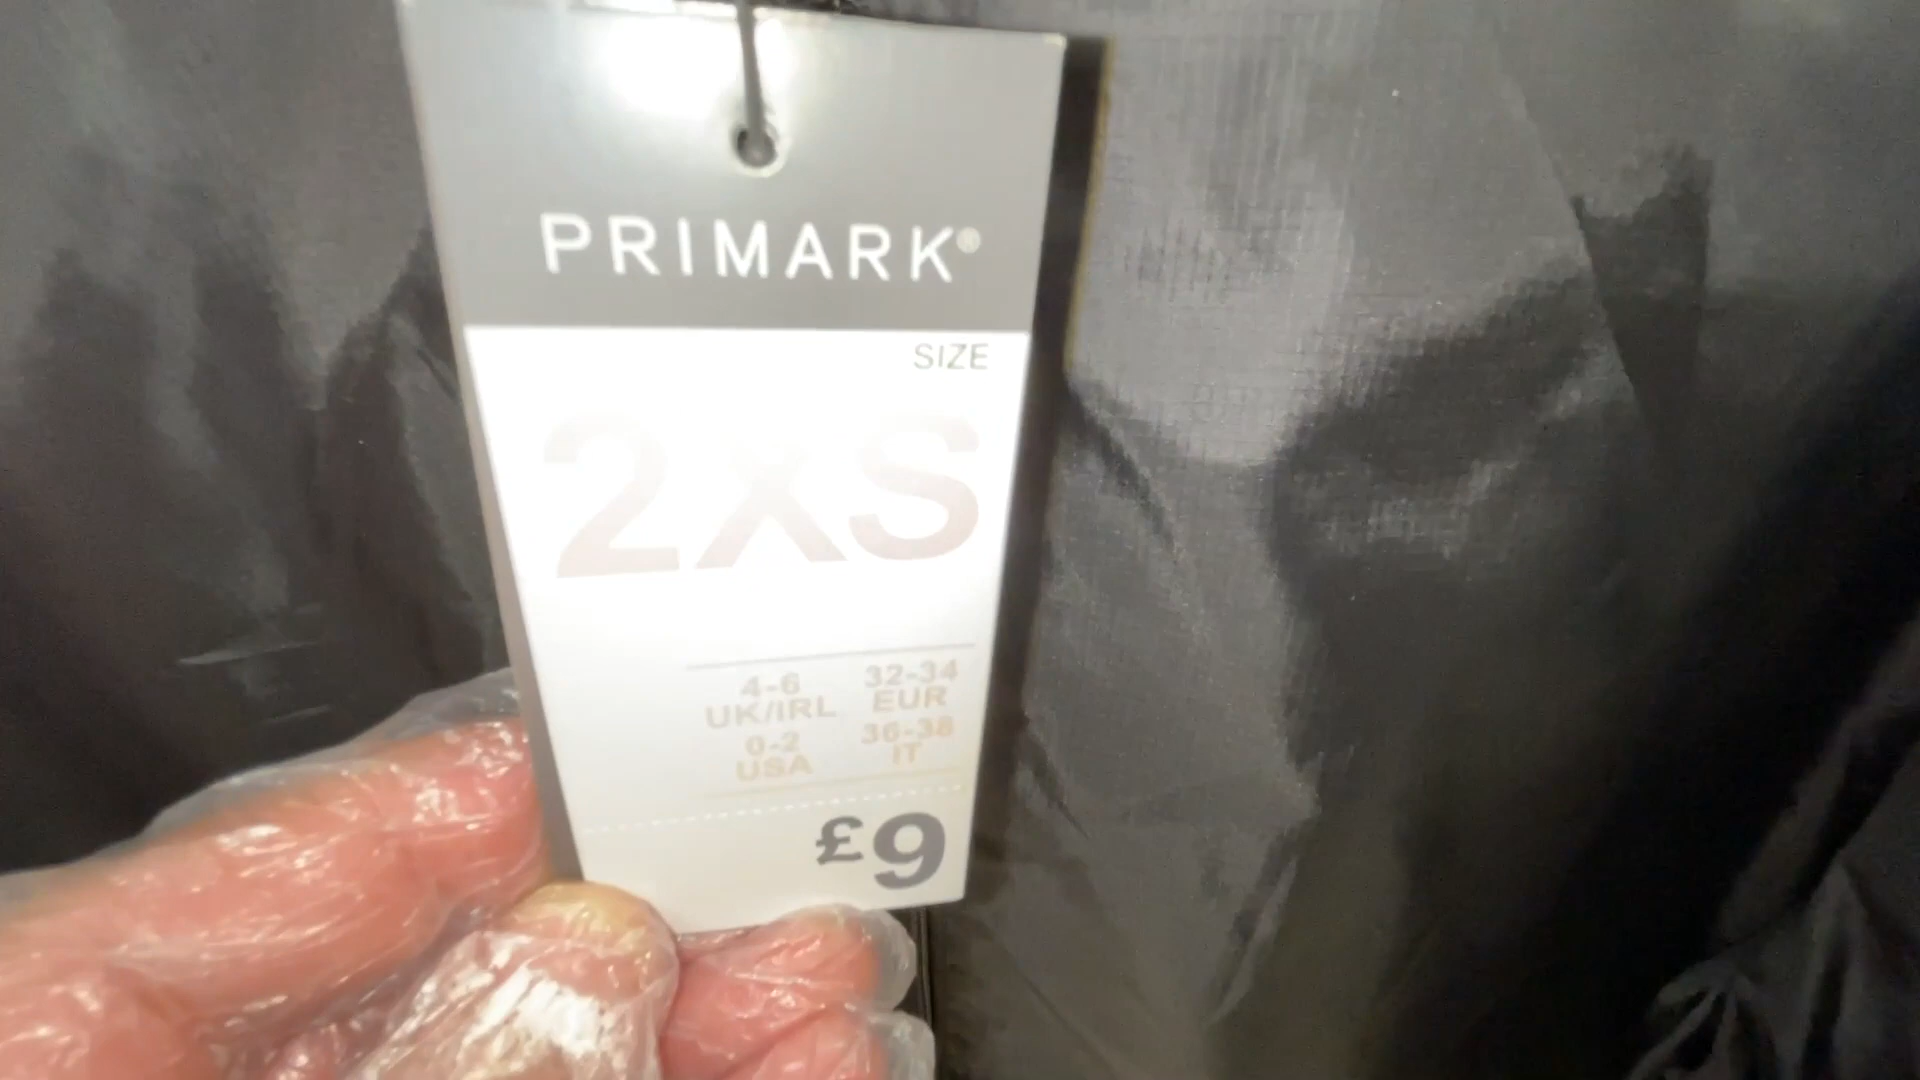 PRIMARK®
SIZE
2XS
4-6 32-34
UK/IRL EUR
0-2 36-38
USA IT
£9